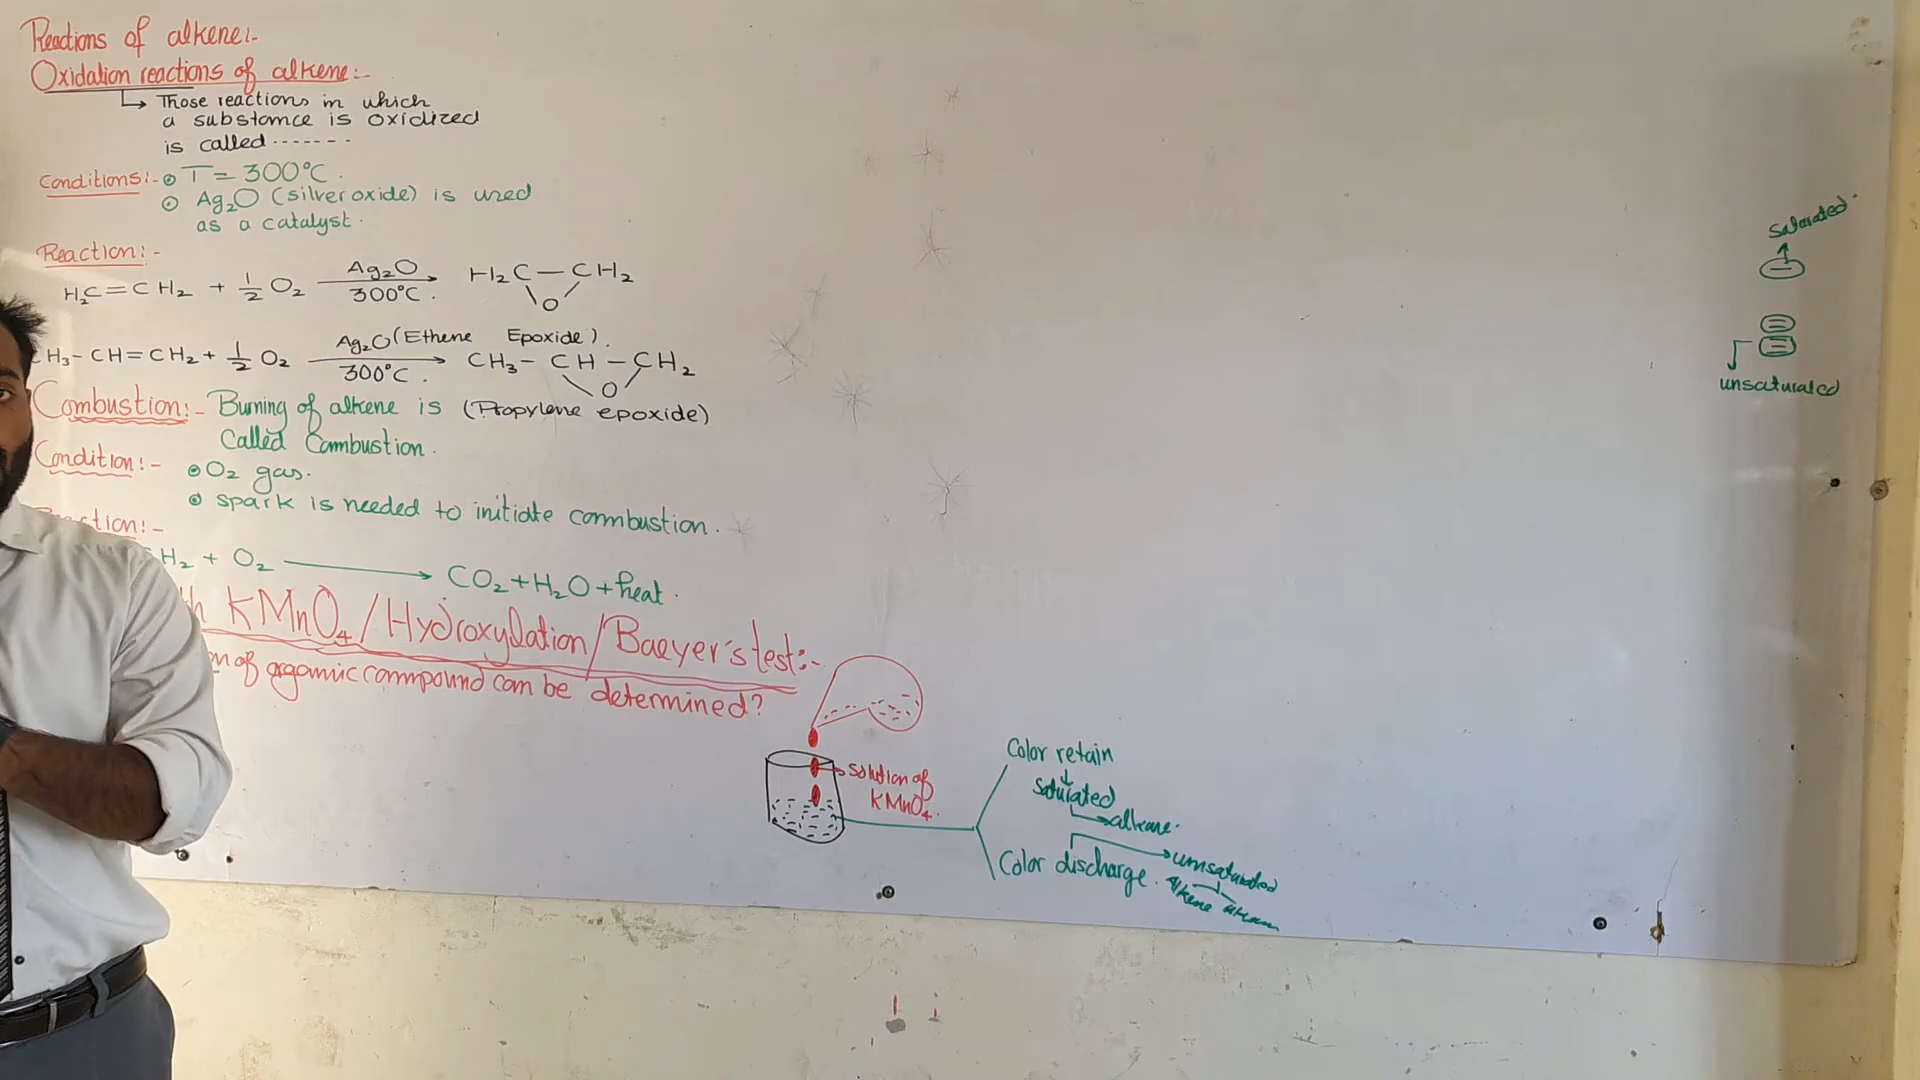 Reactions of alkene:-
Oxidation reactions of alkene:-
↳ Those reactions in which
a substance is oxidized
is called-------
Conditions:- ⊙ T = 300°C.
⊙ Ag₂O (silver oxide) is used
as a catalyst.
Reaction:-
H₂C=CH₂ + 1/2 O₂ Ag₂O → 300°C. H₂C—CH₂
O
(Ethene Epoxide).
H₃-CH=CH₂ + 1/2 O₂ Ag₂O → 300°C. CH₃-CH-CH₂
O
(Propylene epoxide)
Combustion:- Burning of alkene is
Called Combustion.
Condition:- ⊙ O₂ gas.
⊙ spark is needed to initiate combustion.
ction:-
H₂ + O₂ → CO₂+H₂O+heat.
h KMnO₄/Hydroxylation/Baeyer's test:-
on of organic compound can be determined?
solution of
KMnO₄.
Color retain
↓
saturated
→ alkane.
Color discharge. → unsaturated
alkene
saturated.
unsaturated